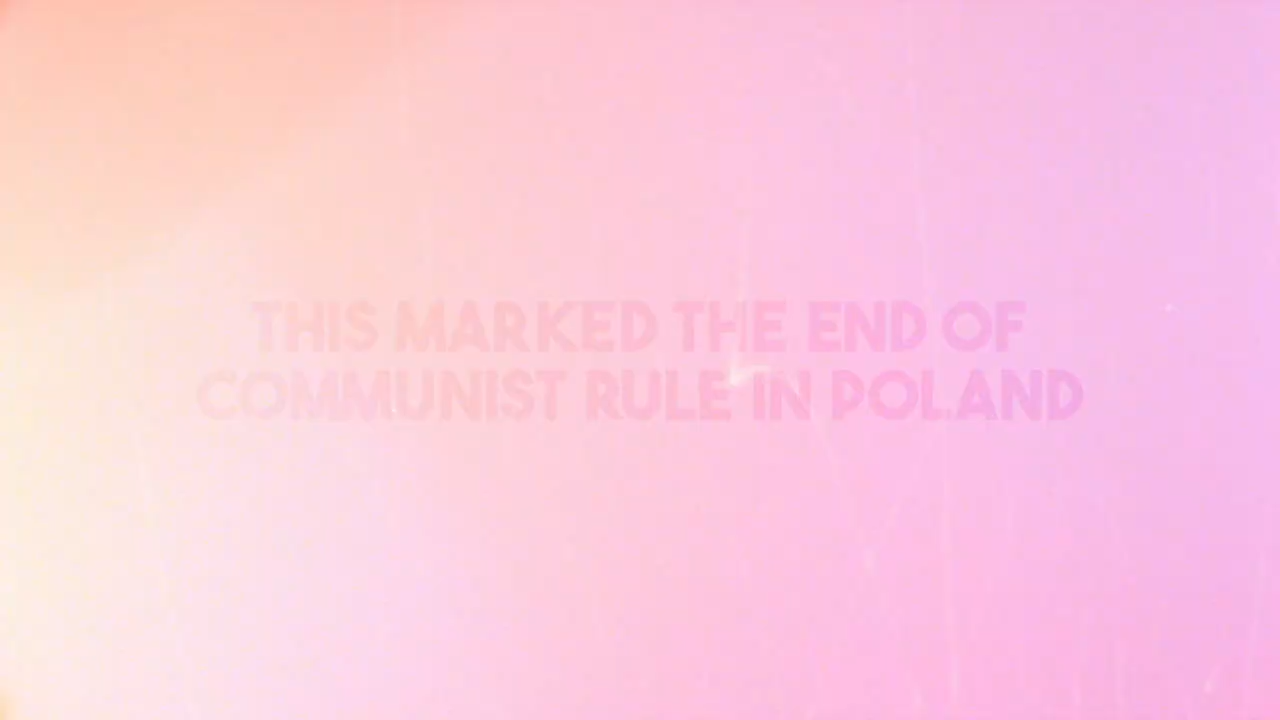 THIS MARKED THE END OF
COMMUNIST RULE IN POLAND